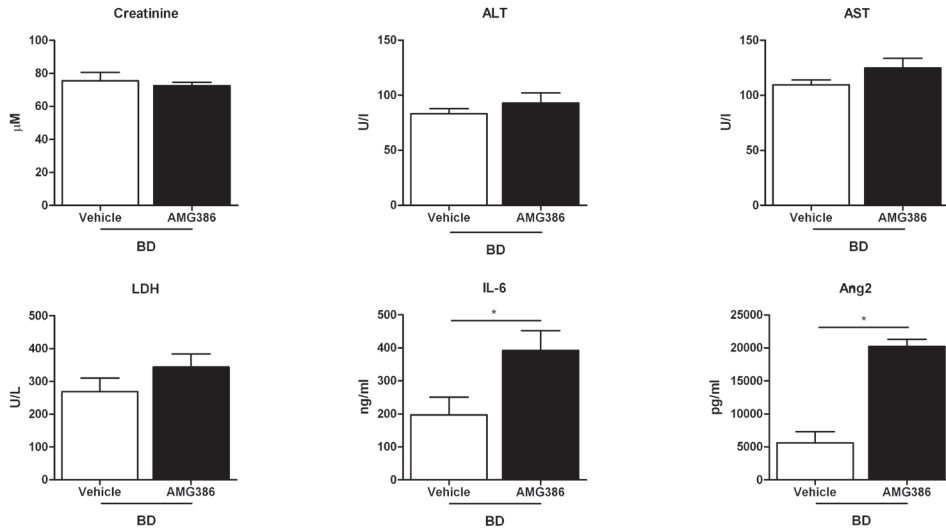 Creatinine
100
80
60
40
20
0
μM
Vehicle AMG386
BD
ALT
150
100
50
0
U/l
Vehicle AMG386
BD
AST
150
100
50
0
U/l
Vehicle AMG386
BD
LDH
500
400
300
200
100
0
U/L
Vehicle AMG386
BD
IL-6
500
400
300
200
100
0
ng/ml
*
Vehicle AMG386
BD
Ang2
25000
20000
15000
10000
5000
0
pg/ml
*
Vehicle AMG386
BD